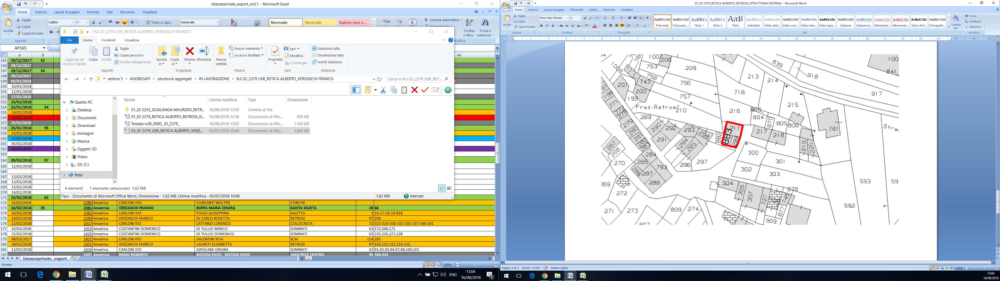 Istanzeprivate_export_ord.1 - Microsoft Excel
Home Inserisci Layout di pagina Formule Dati Revisione Visualizza
Incolla Taglia Copia Copia formato
Calibri 11
Testo a capo
Generale
Normale Neutrale Valore non v...
Somma automatica
Ordina e filtra Trova e seleziona
Appunti Modifica
AP165
A B AK
145 29/12/2017 32
146 29/12/2017
147 29/12/2017 33
148 29/12/2017
149 05/01/2018
150 10/01/2018
151 12/01/2018
152 17/01/2018
153 15/01/2018
154 22/01/2018 54
155 24/01/2018
156 24/01/2018
157 25/01/2018
158 25/01/2018 55
159 25/01/2018
160 25/01/2018
161 05/02/2018
162 06/02/2018
163
164 09/02/2018 57
165 12/02/2018
166
167 13/02/2018
168 13/02/2018
169 13/02/2018
170 14/02/2018
171 15/02/2018 62
172 15/02/2018 2380 Amatrice CARLONI IVO CIURLANTI WALTER CONCHE
173 16/02/2018 35 2381 Amatrice VERZASCHI FRANCO BUFFA MARIA CHIARA SANTA GIUSTA 28 66
174 16/02/2018 2382 Amatrice CARLONI IVO POGGI GIUSEPPINA SALETTA 3 16-17-18-19-818
175 19/02/2018 2399 Amatrice VERZASCHI FRANCO DI CARLO ROSETTA RETROSI 97 200
176 22/02/2018 2417 Amatrice CARLONI IVO LATTANZI LORENZO COLLECRETA 72 323-324-330-332-333-337-340-341
177 10/03/2018 2419 Amatrice COSTANTINI DOMENICO DI TULLIO MARCO SOMMATI 63 172,540,171
178 22/02/2018 2420 Amatrice COSTANTINI DOMENICO DI TULLIO DOMENICO SOMMATI 63 225,226,227,228
179 08/03/2017 2421 Amatrice CARLONI IVO VALENTINI RITA SCAI 114 295
180 28/02/2018 2431 Amatrice VERZASCHI FRANCO LAURETI ELISABETTA RETROSI 97 150,151,152,154,155,
181 12/03/2018 2434 Amatrice CARLONI IVO GIROLAMI ORIANA SOMMATI 63 91,92,93,94,97,98,100,101
182 2437 Amatrice REGNI ROBERTO BIZZONI ENZO BIZZONI ENZO AMATRICE CENTRO 59 504-532
Istanzeprivate_export
Pronto 85%
N.C.ID_2379 USR_RETICA ALBERTO_VERZASCHI FRANCO
File Home Condividi Visualizza
Aggiungi ad Accesso rapido
Copia
Incolla
Taglia
Copia percorso
Incolla collegamento
Sposta in
Copia in
Elimina
Rinomina
Nuova cartella
Nuovo elemento
Accesso facilitato
Proprietà
Apri
Modifica
Cronologia
Seleziona tutto
Deseleziona tutto
Inverti selezione
Appunti Organizza Nuovo Apri Seleziona
« settore 5 AGGREGATI istruttorie aggregati IN LAVORAZIONE N.C.ID_2379 USR_RETICA ALBERTO_VERZASCHI FRANCO
Cerca in N.C.ID_2379 USR_RET...
Questo PC
Desktop
Documenti
Download
Immagini
Musica
Oggetti 3D
Video
OS (C:)
Rete
Nome Ultima modifica Tipo Dimensione
01_ID 2253_SCIALANGA MAURIZIO_RETR... 16/08/2018 12:59 Cartella di file
01_ID 2379_RETICA ALBERTO_RETROSI_IS... 16/08/2018 12:58 Documento di Mic... 935 KB
Testata n.00_0000_ ID_2379_ 16/08/2018 13:02 Documento di Mic... 1.163 KB
03_ID 2379_USR_RETICA ALBERTO_VERZ... 05/07/2018 10:48 Documento di Mic... 1.665 KB
4 elementi 1 elemento selezionato 1,62 MB
Tipo - Documento di Microsoft Office Word, Dimensione - 1,62 MB, Ultima modifica - 05/07/2018 10:48 1,62 MB Internet
ENG 13:04
16/08/2018 2
01_ID 2379_RETICA ALBERTO_RETROSI_ISTRUTTORIA INTERNA - Microsoft Word
Home Inserisci Layout di pagina Riferimenti Lettere Revisione Visualizza
Incolla Taglia Copia Copia formato
Times New Roman 12
¶ Normale ¶ Nessuna ... Titolo 1 Titolo 2 Titolo Sottotitolo Enfasi delic... Enfasi (cors... Enfasi inten... Enfasi (gras... Citazione Citazione in... Riferimento... Riferimento... Titolo del li... ¶ Paragrafo...
Cambia stili
Trova
Sostituisci
Seleziona
Appunti Carattere Paragrafo Stili Modifica
1007 208 753 209 758 1008
201 743 200 199
756 757 718 213 214 839 918 917
841
Fraz.Retrosi
210 216 215 869 804 870 805 806
771 279 289 290 292 291 293 298 294 295
211 883 299 882
217 218 219 220 781
267 268 270 284 285 793 287 288 286
296 297 300 301 302 303
269 272 271 273 809 274
304 305 307 727 745 877 878 909
593 592
Pagina: 4 di 4 Parole: 17/369 Italiano (Italia) 180%
13:04
16/08/2018